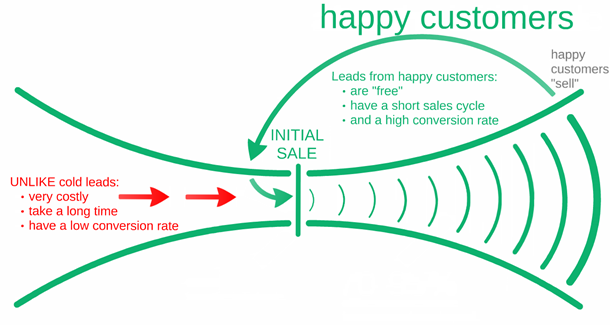 happy customers
happy
customers
"sell"
Leads from happy customers:
• are "free"
• have a short sales cycle
• and a high conversion rate
INITIAL
SALE
UNLIKE cold leads:
• very costly
• take a long time
• have a low conversion rate